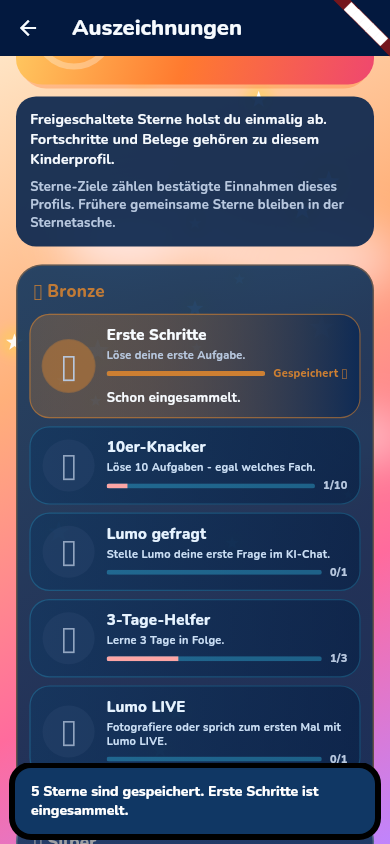 Auszeichnungen
Freigeschaltete Sterne holst du einmalig ab.
Fortschritte und Belege gehören zu diesem
Kinderprofil.
Sterne-Ziele zählen bestätigte Einnahmen dieses
Profils. Frühere gemeinsame Sterne bleiben in der
Sternetasche.
Bronze
Erste Schritte
Löse deine erste Aufgabe.
Gespeichert
Schon eingesammelt.
10er-Knacker
Löse 10 Aufgaben - egal welches Fach.
1/10
Lumo gefragt
Stelle Lumo deine erste Frage im KI-Chat.
0/1
3-Tage-Helfer
Lerne 3 Tage in Folge.
1/3
Lumo LIVE
Fotografiere oder sprich zum ersten Mal mit
Lumo LIVE.
0/1
5 Sterne sind gespeichert. Erste Schritte ist
eingesammelt.